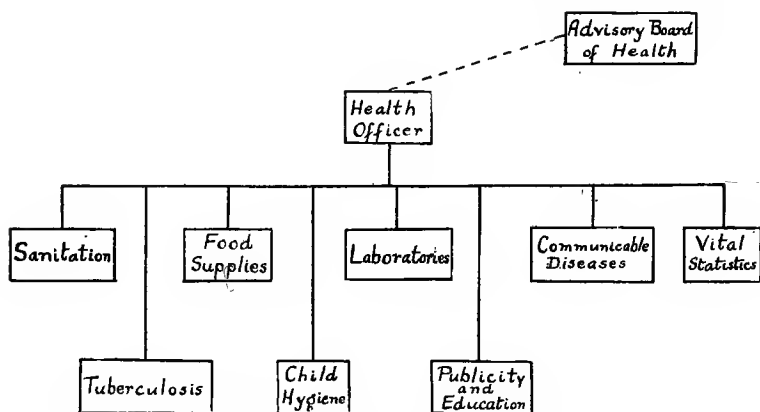 Advisory Board
of Health
Health
Officer
Sanitation
Food
Supplies
Laboratories
Communicable
Diseases
Vital
Statistics
Tuberculosis
Child
Hygiene
Publicity
and
Education